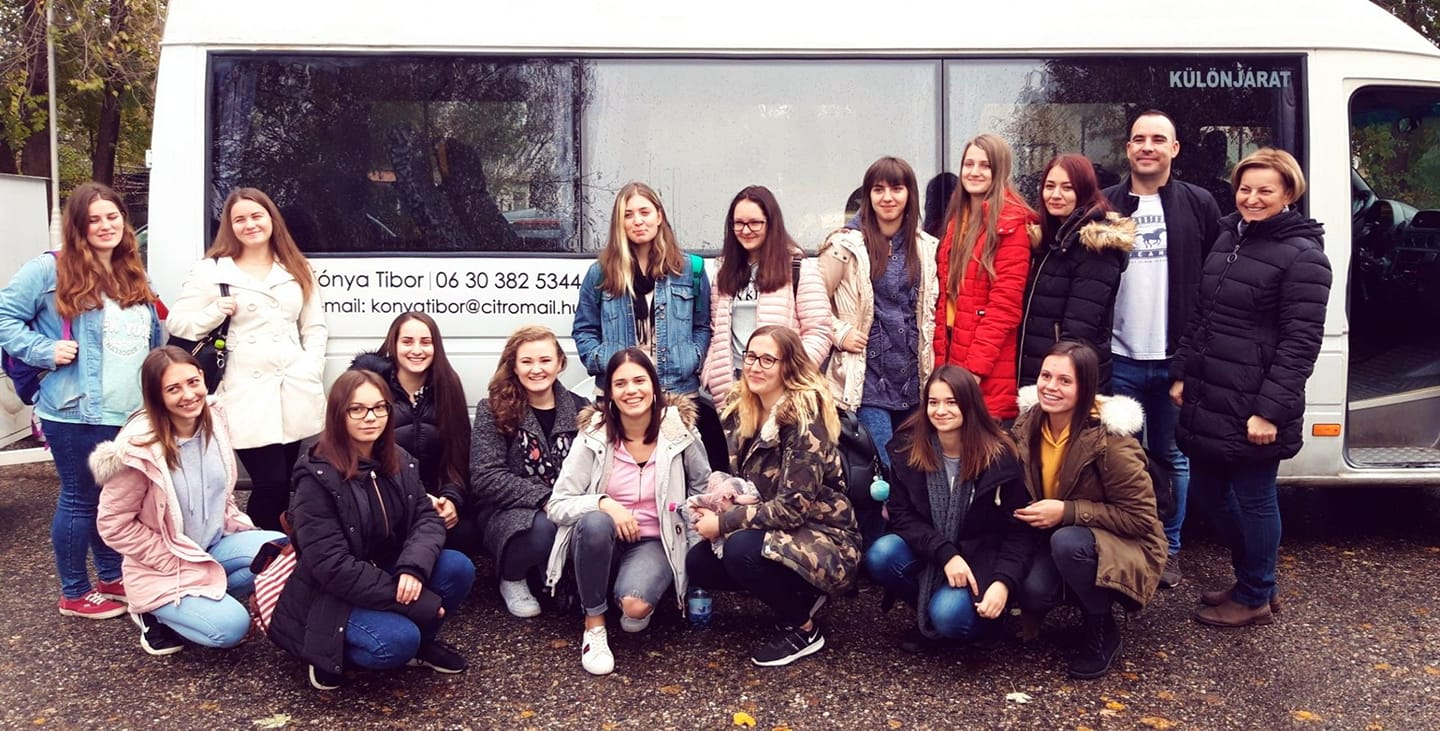 KÜLÖNJÁRAT
Kónya Tibor | 06 30 382 5344
e-mail: konyatibor@citromail.hu